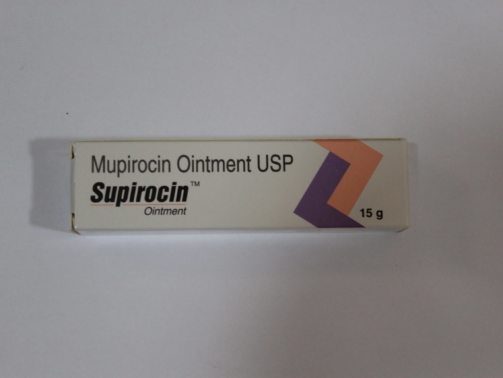 Mupirocin Ointment USP
Supirocin™
Ointment
15 g